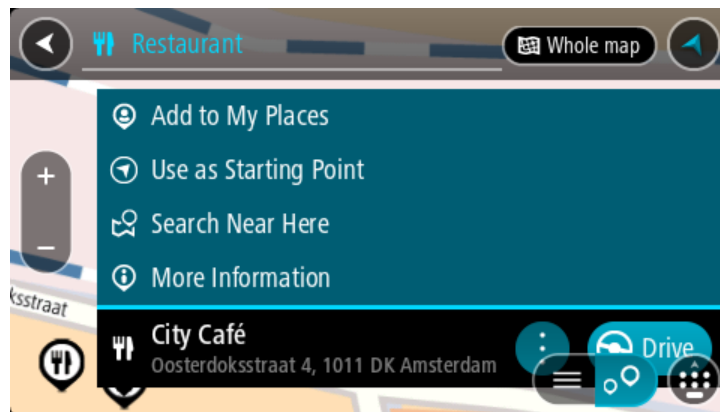 Restaurant
Whole map
Add to My Places
Use as Starting Point
Search Near Here
More Information
ksstraat
City Café
Drive
Oosterdoksstraat 4, 1011 DK Amsterdam